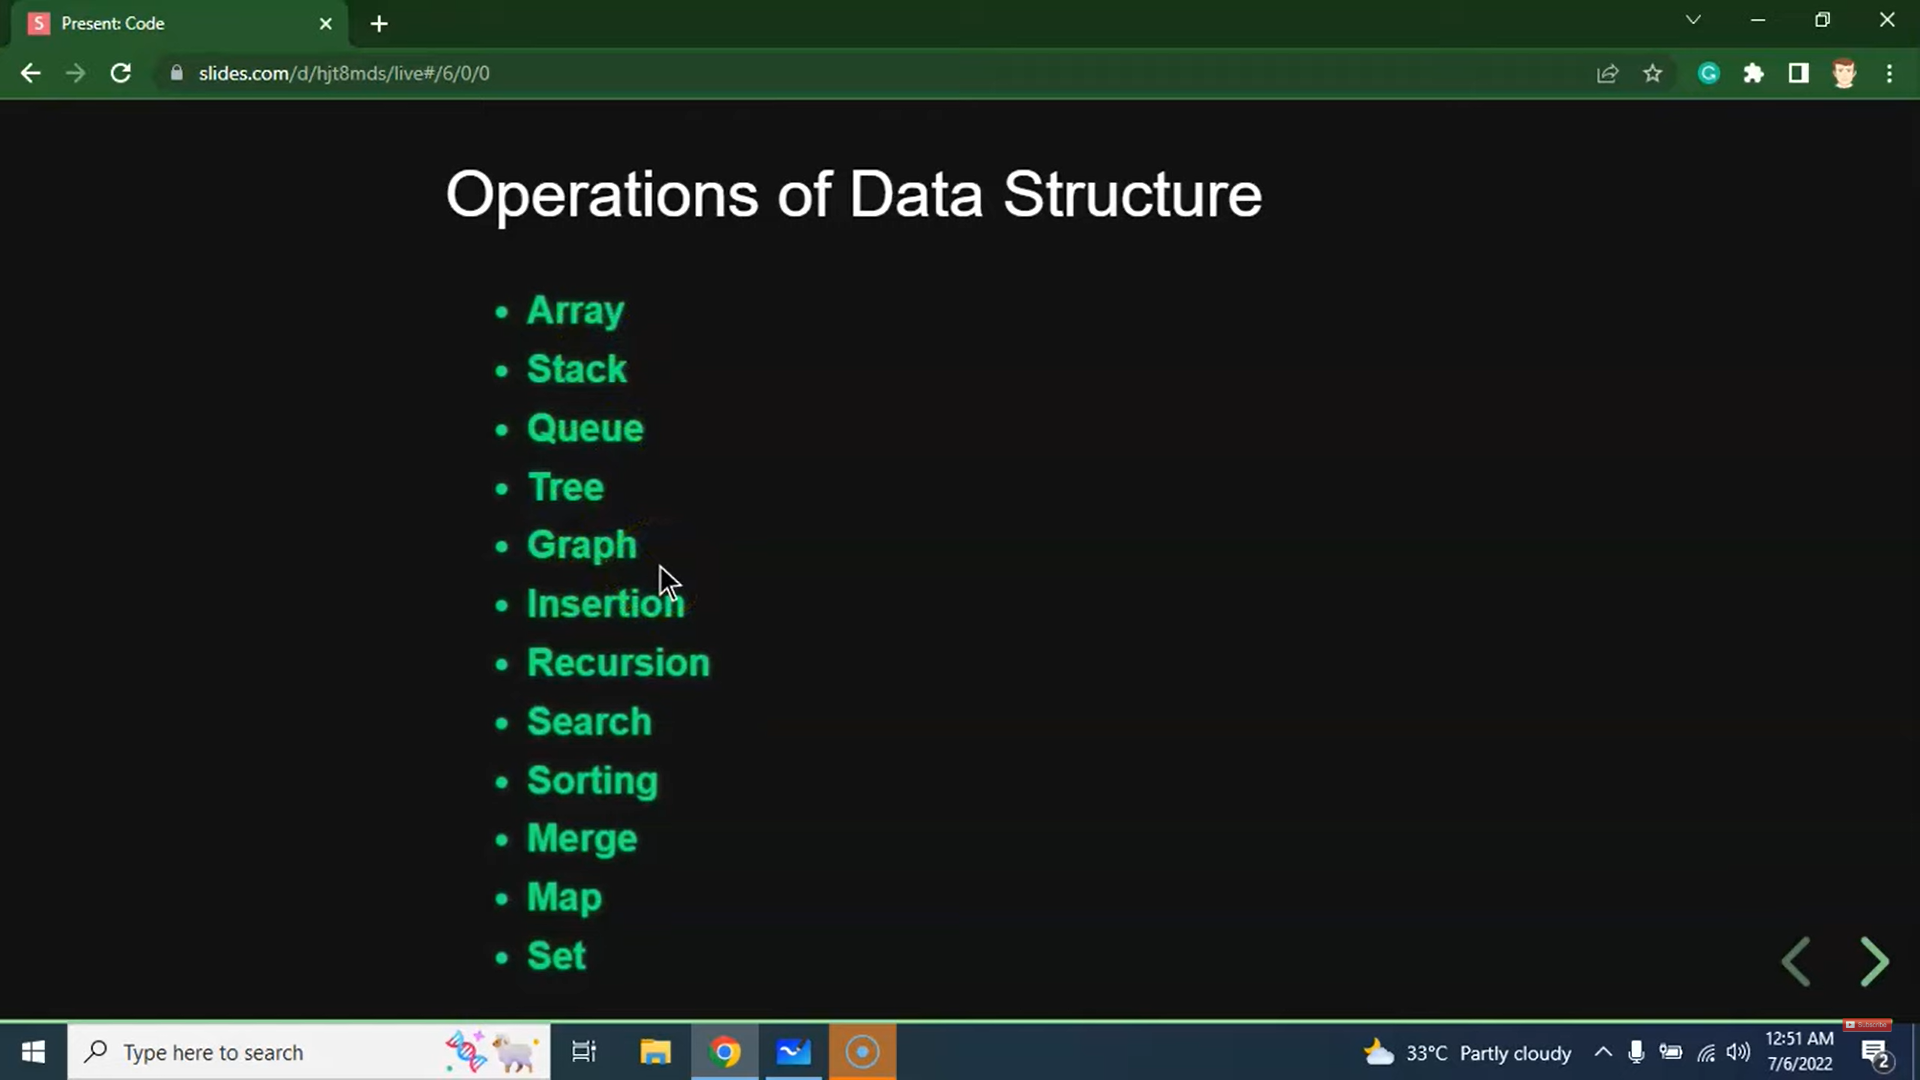 S Present: Code
slides.com/d/hjt8mds/live#/6/0/0
Operations of Data Structure
• Array
• Stack
• Queue
• Tree
• Graph
• Insertion
• Recursion
• Search
• Sorting
• Merge
• Map
• Set
Subscribe
Type here to search
33°C Partly cloudy
12:51 AM
7/6/2022
2